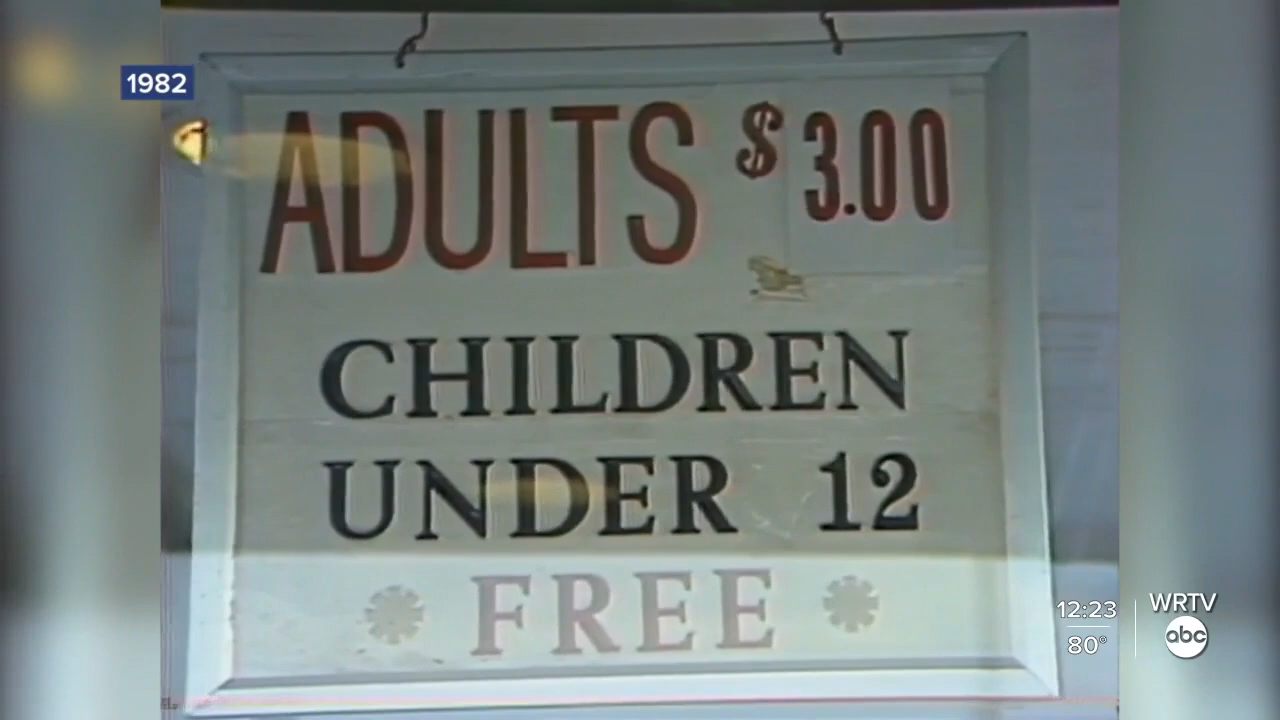 1982
ADULTS $3.00
CHILDREN
UNDER 12
FREE
12:23
80°
WRTV
abc